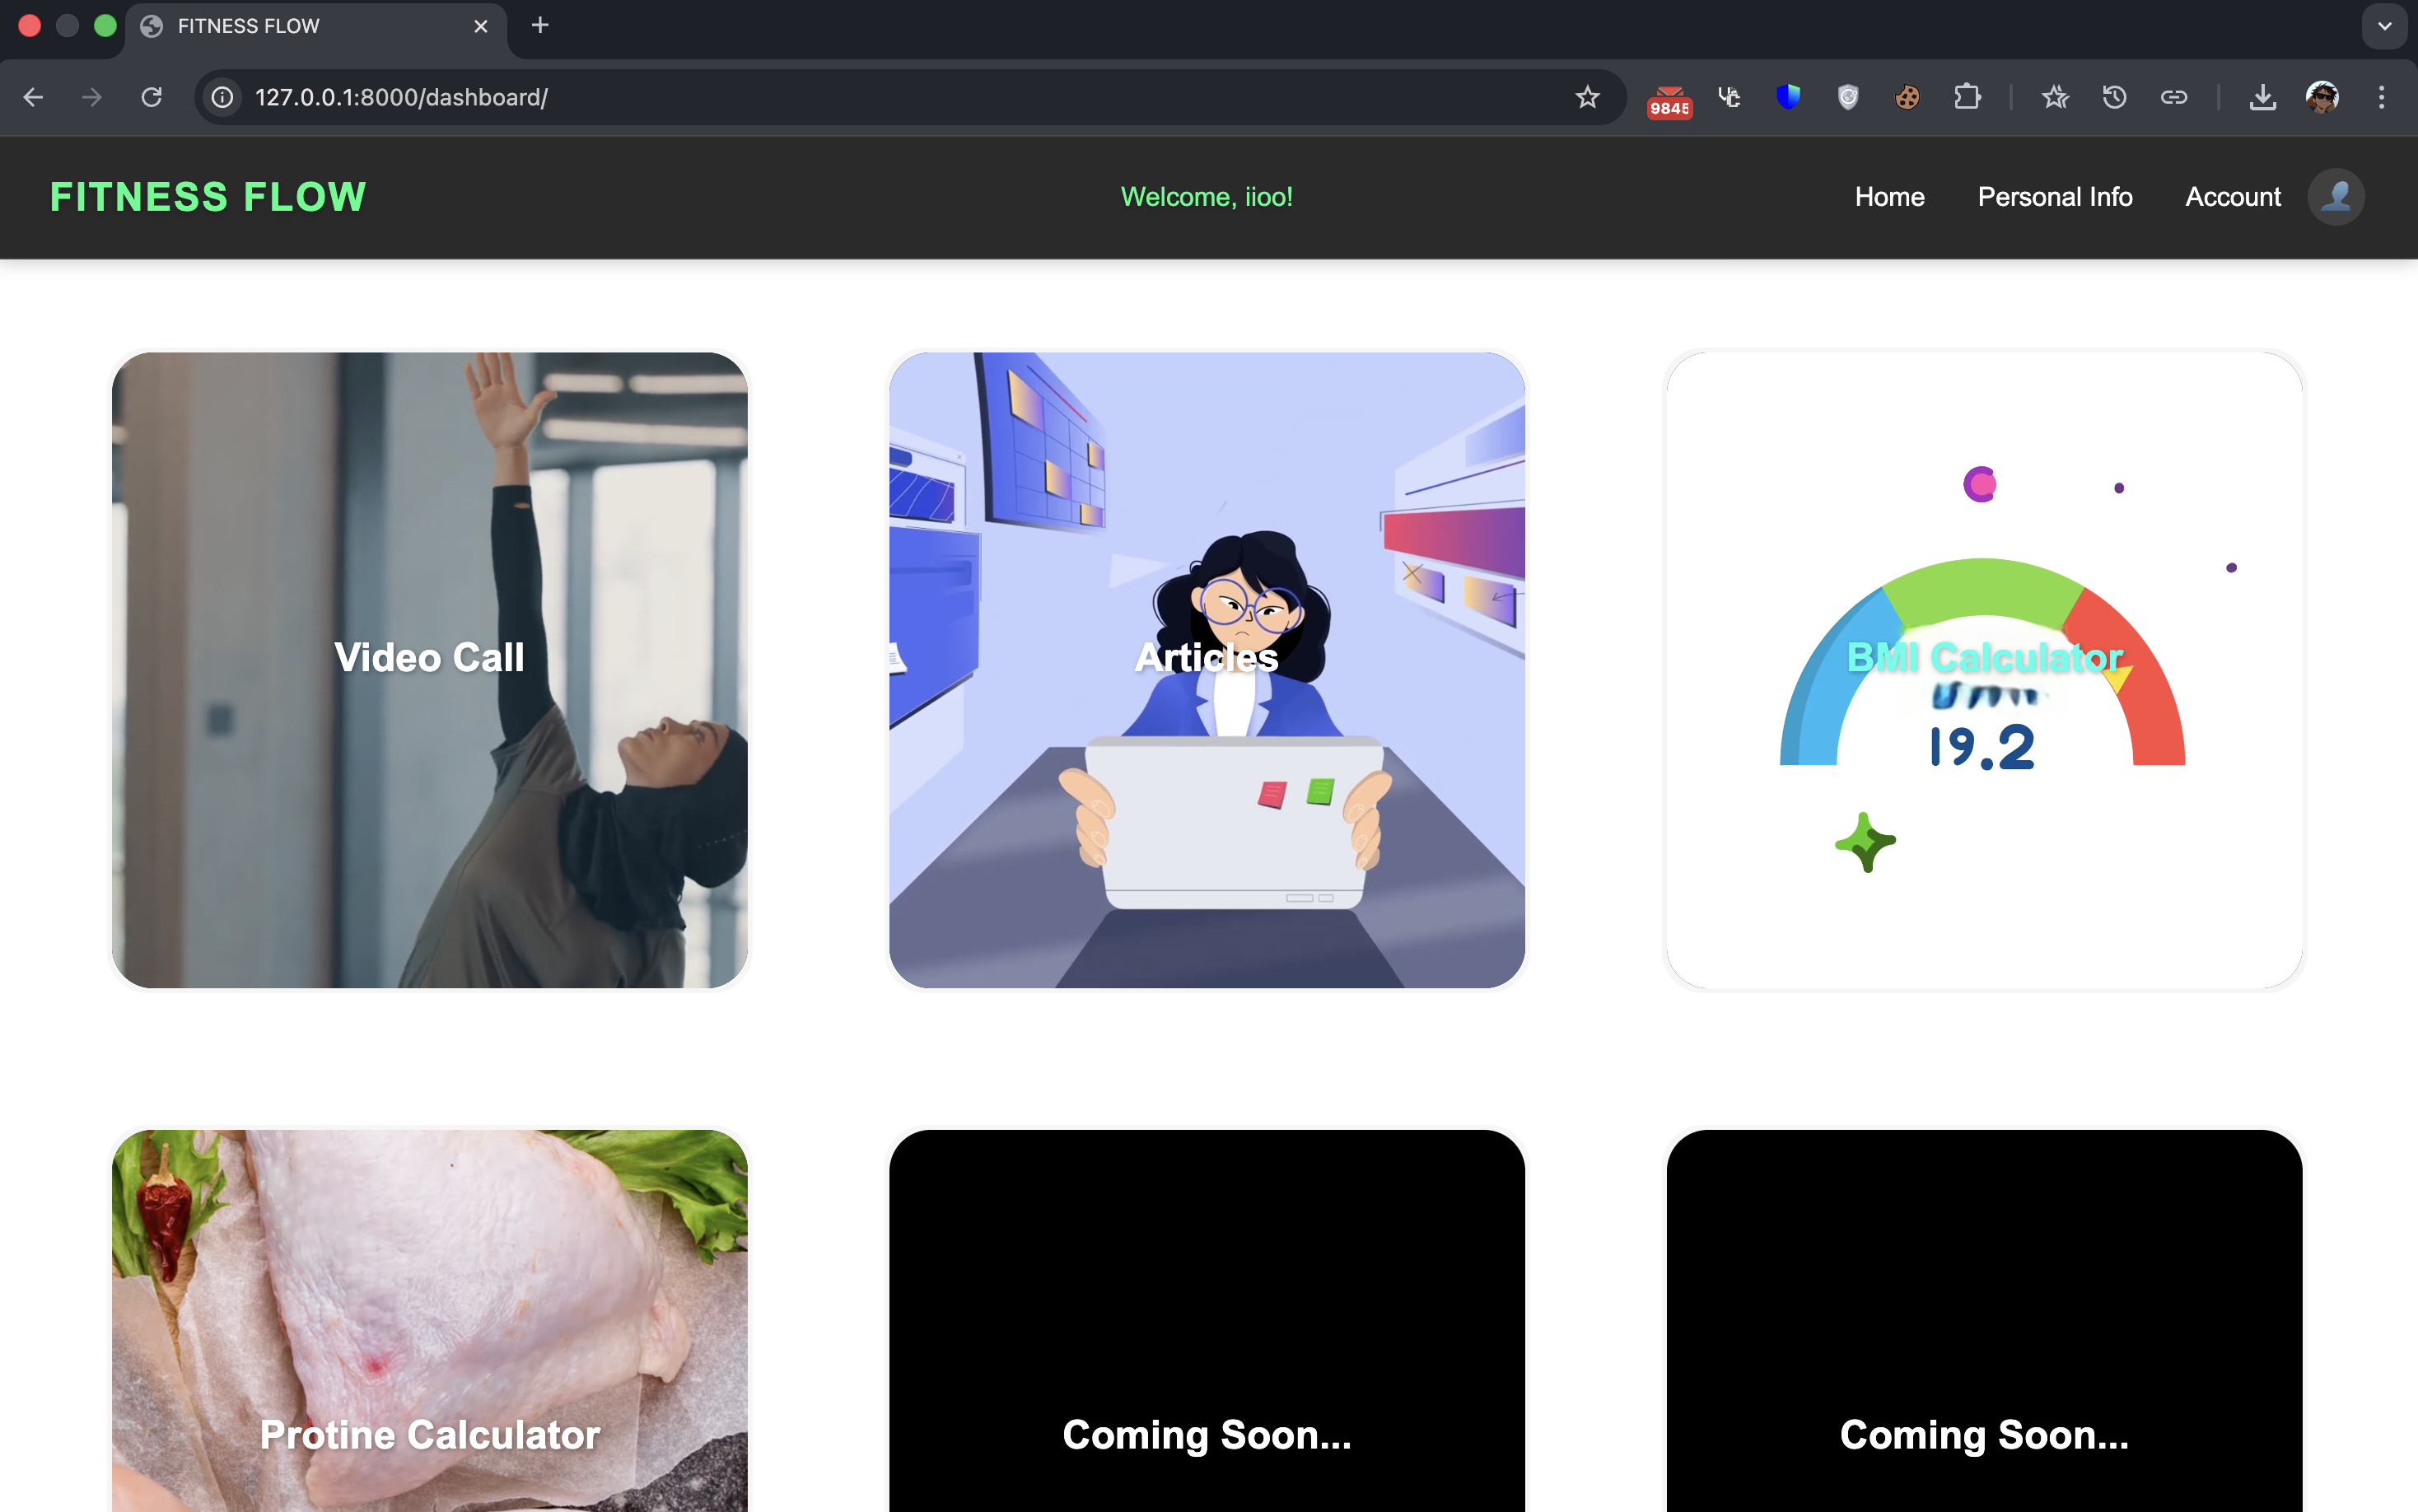 FITNESS FLOW
127.0.0.1:8000/dashboard/
9845
FITNESS FLOW
Welcome, iioo!
Home
Personal Info
Account
Video Call
Articles
BMI Calculator
19.2
Protine Calculator
Coming Soon...
Coming Soon...